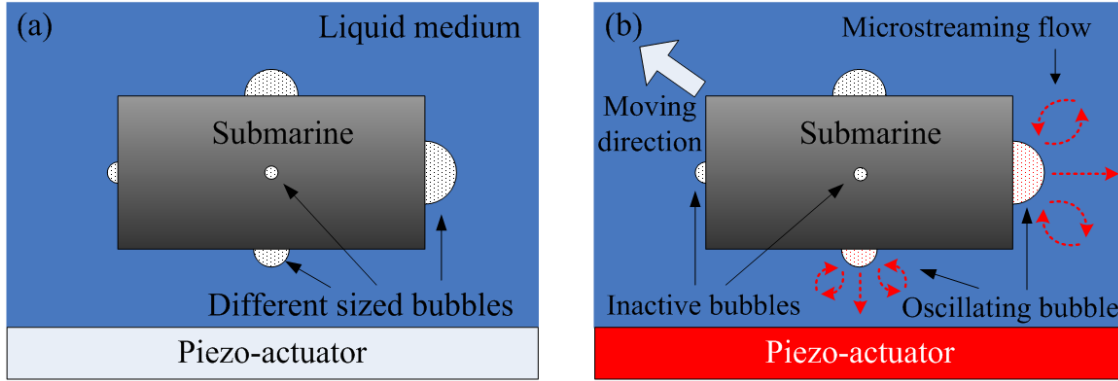 (a)
Liquid medium
Submarine
Different sized bubbles
Piezo-actuator
(b)
Microstreaming flow
Moving
direction
Submarine
Inactive bubbles
Oscillating bubble
Piezo-actuator